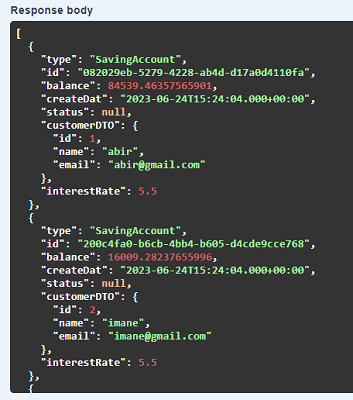 Response body
[
  {
    "type": "SavingAccount",
    "id": "082029eb-5279-4228-ab4d-d17a0d4110fa",
    "balance": 84539.46357565901,
    "createDat": "2023-06-24T15:24:04.000+00:00",
    "status": null,
    "customerDTO": {
      "id": 1,
      "name": "abir",
      "email": "abir@gmail.com"
    },
    "interestRate": 5.5
  },
  {
    "type": "SavingAccount",
    "id": "200c4fa0-b6cb-4bb4-b605-d4cde9cce768",
    "balance": 16009.28237655996,
    "createDat": "2023-06-24T15:24:04.000+00:00",
    "status": null,
    "customerDTO": {
      "id": 2,
      "name": "imane",
      "email": "imane@gmail.com"
    },
    "interestRate": 5.5
  },
  {